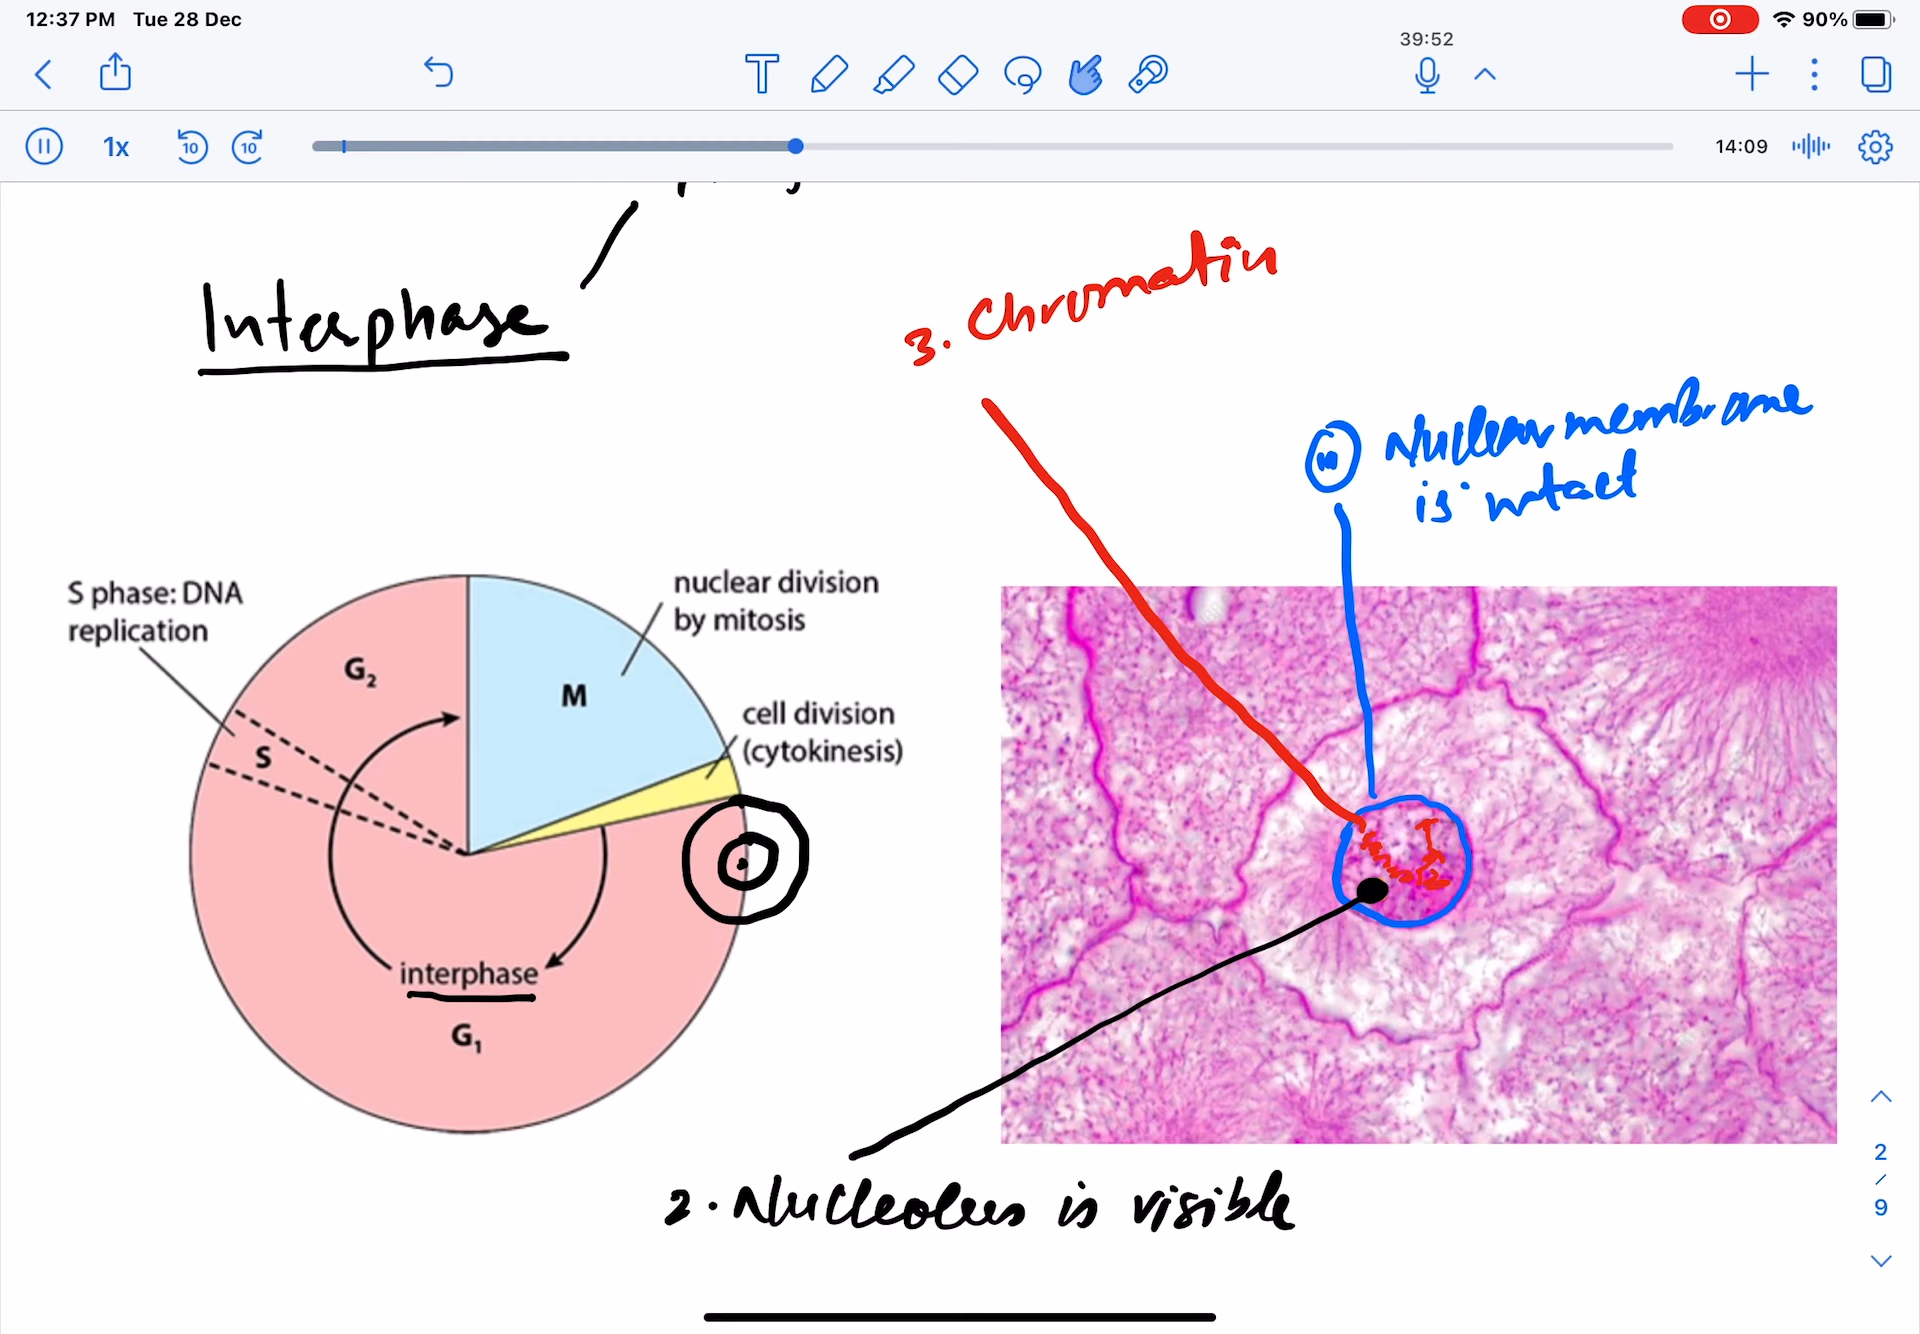 12:37 PM Tue 28 Dec
90%
39:52
T
1x
10
10
14:09
Interphase
3. Chromatin
Nuclear membrane
is intact
S phase: DNA
replication
nuclear division
by mitosis
G₂
M
cell division
(cytokinesis)
S
interphase
G₁
2. Nucleolus is visible
2
/
9